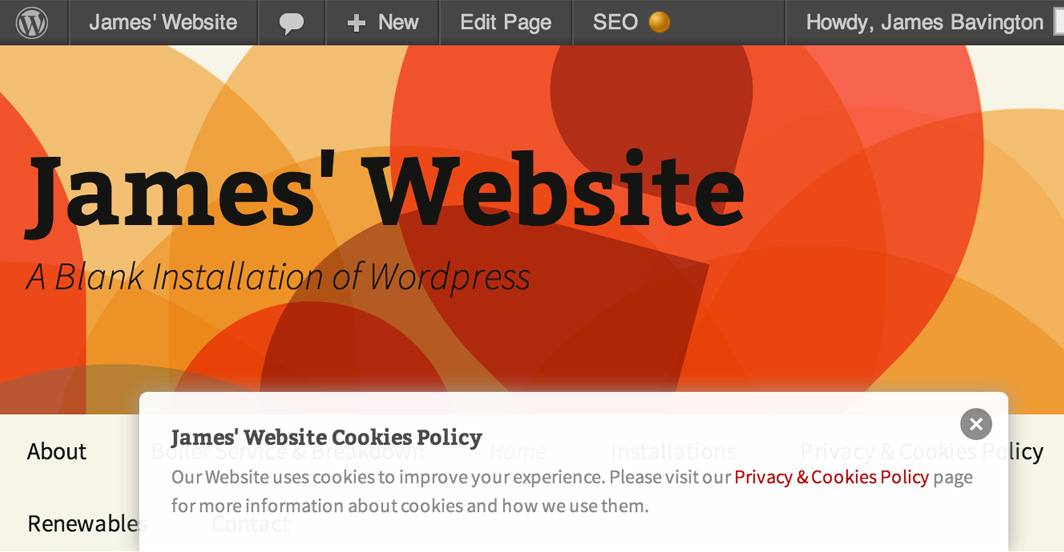 James' Website New Edit Page SEO Howdy, James Bavington
James' Website
A Blank Installation of Wordpress
James' Website Cookies Policy
About Boiler Service & Breakdown Home Installations Privacy & Cookies Policy
Our Website uses cookies to improve your experience. Please visit our Privacy & Cookies Policy page
for more information about cookies and how we use them.
Renewables Contact